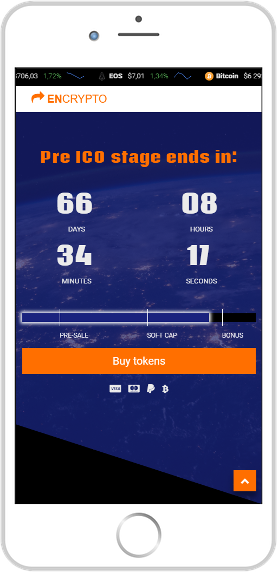 $706,03 1,72% EOS $7,01 1,34% Bitcoin $6 29
ENCRYPTO
Pre ICO stage ends in:
66 08
DAYS HOURS
34 17
MINUTES SECONDS
PRE-SALE SOFT CAP BONUS
Buy tokens
VISA